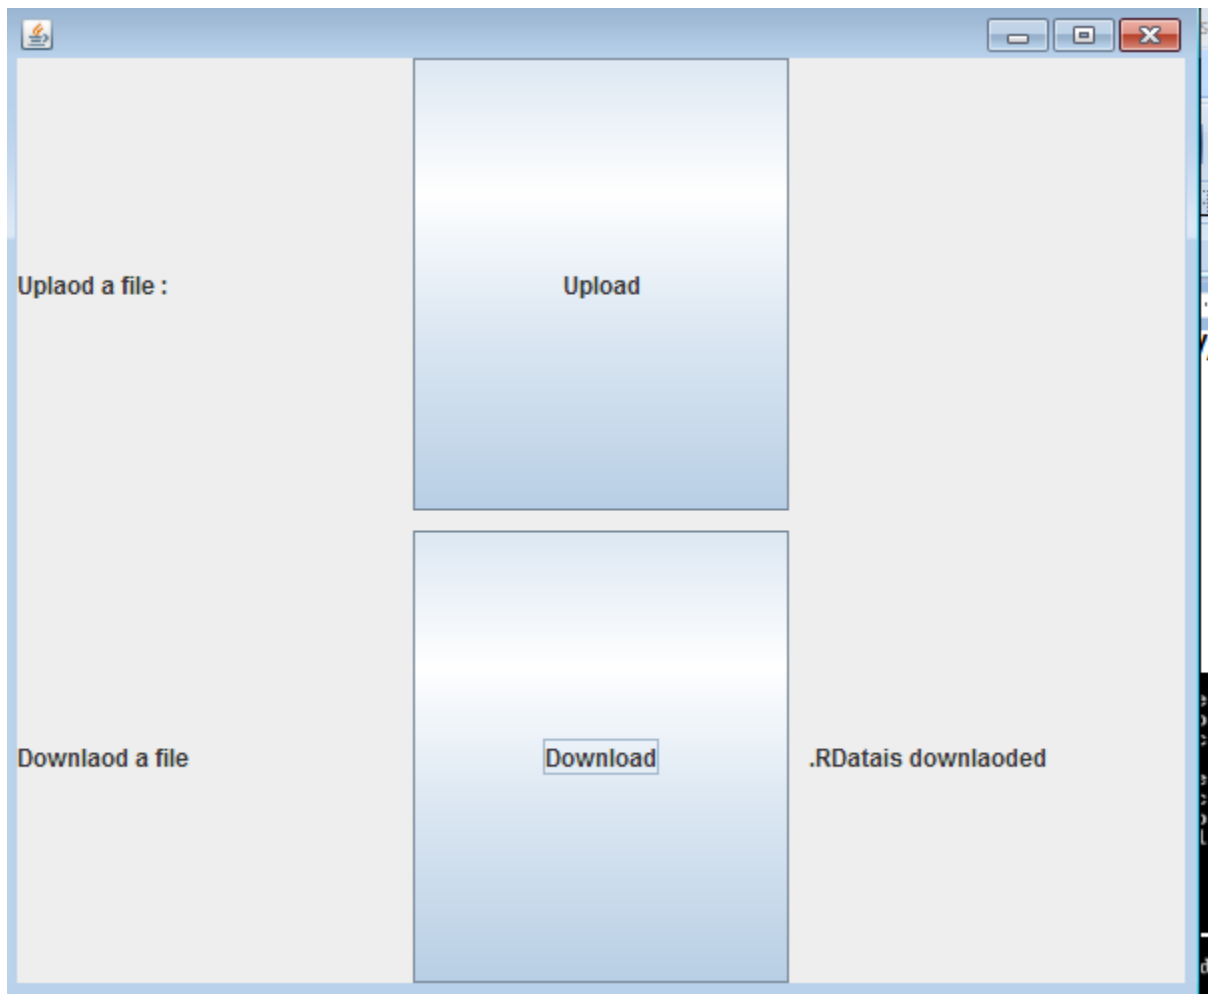 Uplaod a file :
Upload
Downlaod a file
Download
.RDatais downlaoded